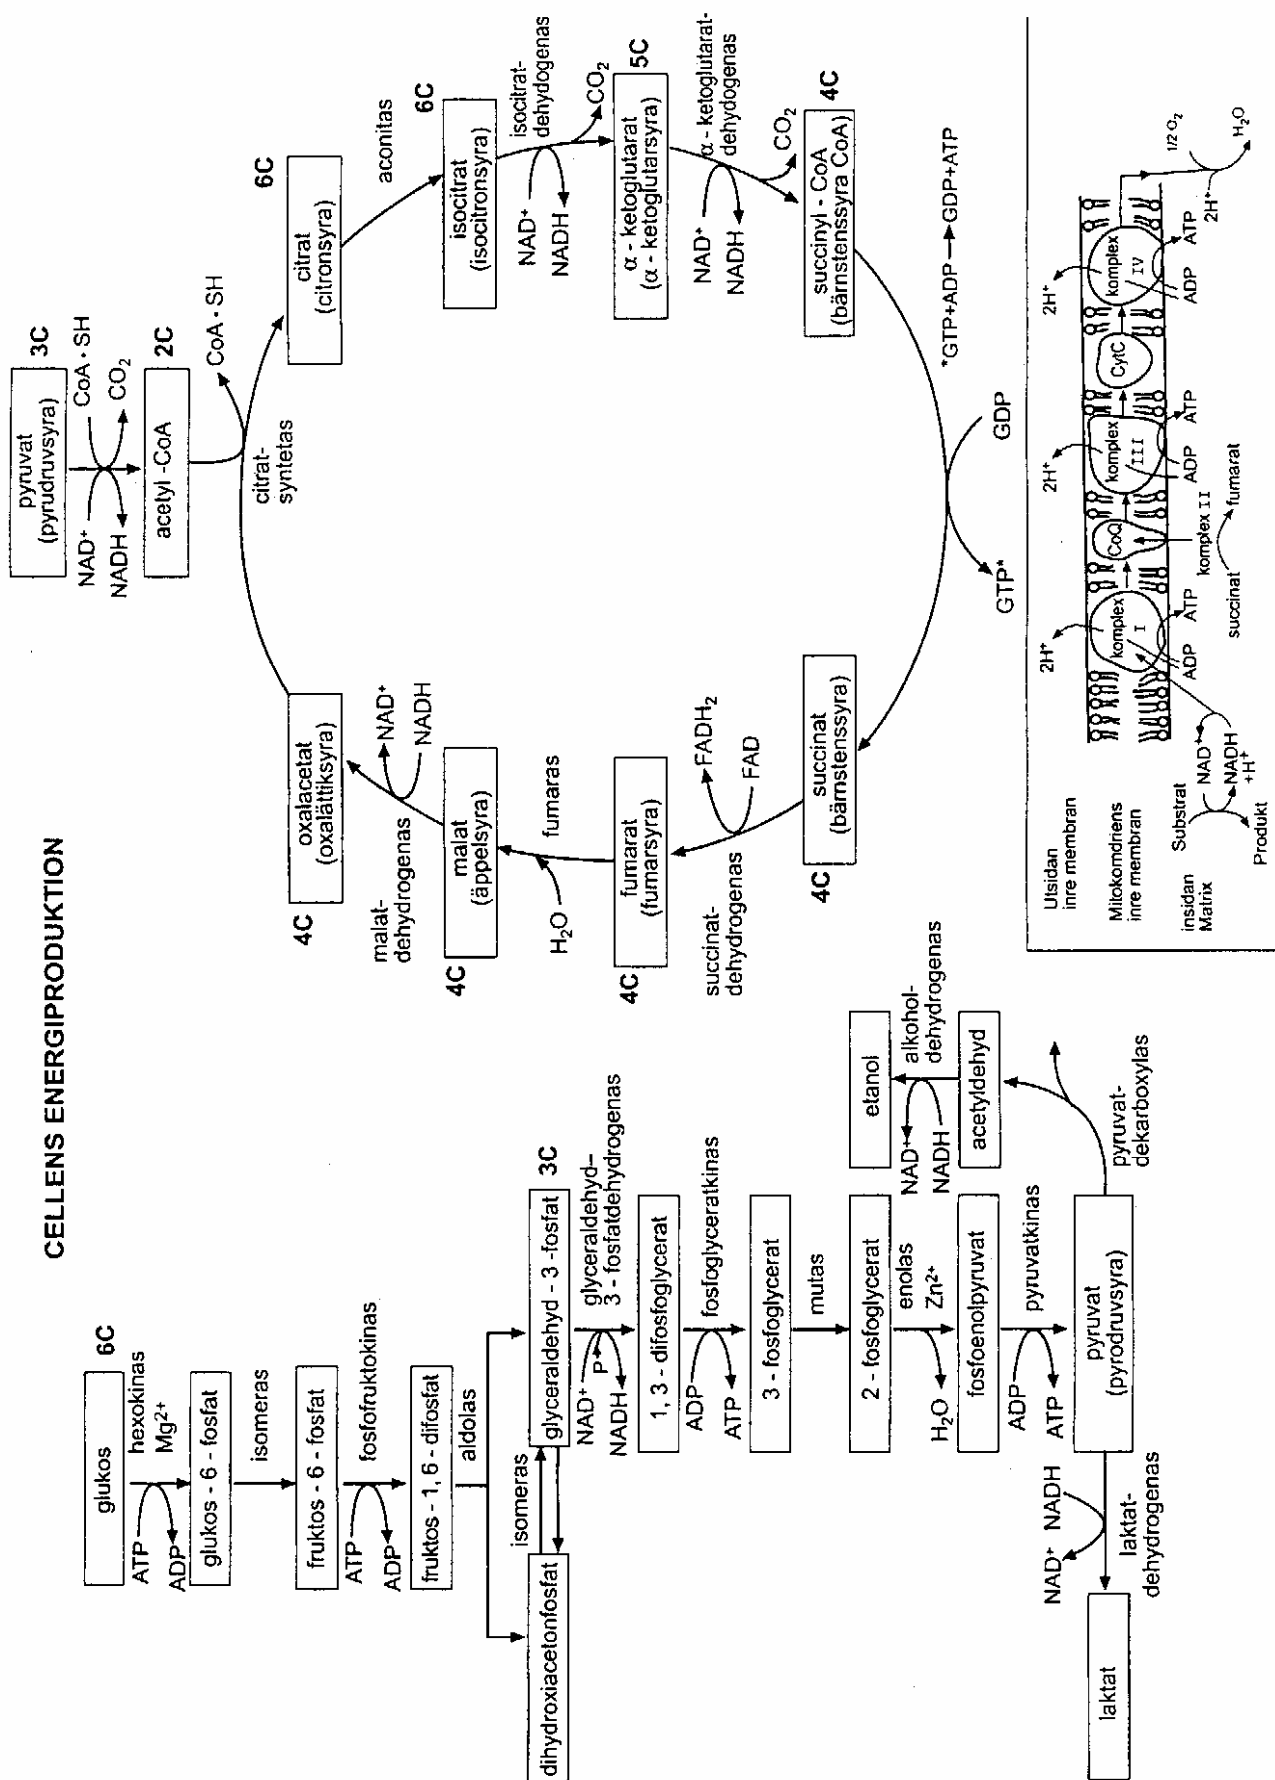 CELLENS ENERGIPRODUKTION
glukos
6C
hexokinas
Mg2+
ATP
ADP
glukos - 6 - fosfat
isomeras
fruktos - 6 - fosfat
fosfofruktokinas
ATP
ADP
fruktos - 1, 6 - difosfat
aldolas
dihydroxiacetonfosfat
isomeras
glyceraldehyd - 3 -fosfat
3C
NAD+
P
NADH
glyceraldehyd–
3 - fosfatdehydrogenas
1, 3 - difosfoglycerat
ADP
ATP
fosfoglyceratkinas
3 - fosfoglycerat
mutas
2 - fosfoglycerat
enolas
Zn2+
H2O
fosfoenolpyruvat
ADP
ATP
pyruvatkinas
pyruvat
(pyrodruvsyra)
NAD+ NADH
laktat-
dehydrogenas
laktat
pyruvat-
dekarboxylas
acetyldehyd
NAD+
NADH
alkohol-
dehydrogenas
etanol
pyruvat
(pyrudruvsyra)
3C
NAD+
NADH
CoA • SH
CO2
acetyl -CoA
2C
CoA • SH
citrat-
syntetas
citrat
(citronsyra)
6C
aconitas
isocitrat
(isocitronsyra)
6C
NAD+
NADH
isocitrat-
dehydogenas
CO2
α - ketoglutarat
(α - ketoglutarsyra)
5C
NAD+
NADH
α - ketoglutarat-
dehydogenas
CO2
succinyl - CoA
(bärnstenssyra CoA)
4C
*GTP+ADP→GDP+ATP
GDP
GTP*
succinat
(bärnstenssyra)
4C
FAD
FADH2
succinat-
dehydrogenas
fumarat
(fumarsyra)
4C
H2O
fumaras
malat
(äppelsyra)
4C
malat-
dehydrogenas
NAD+
NADH
oxalacetat
(oxalättiksyra)
4C
Utsidan
inre membran
Mitokomdriens
inre membran
insidan
Matrix
Substrat
Produkt
NAD+
NADH
+H+
2H+
komplex
I
ADP
ATP
CoQ
komplex II
succinat
fumarat
2H+
komplex
III
ADP
ATP
CytC
2H+
komplex
IV
ADP
ATP
2H+
1/2 O2
H2O